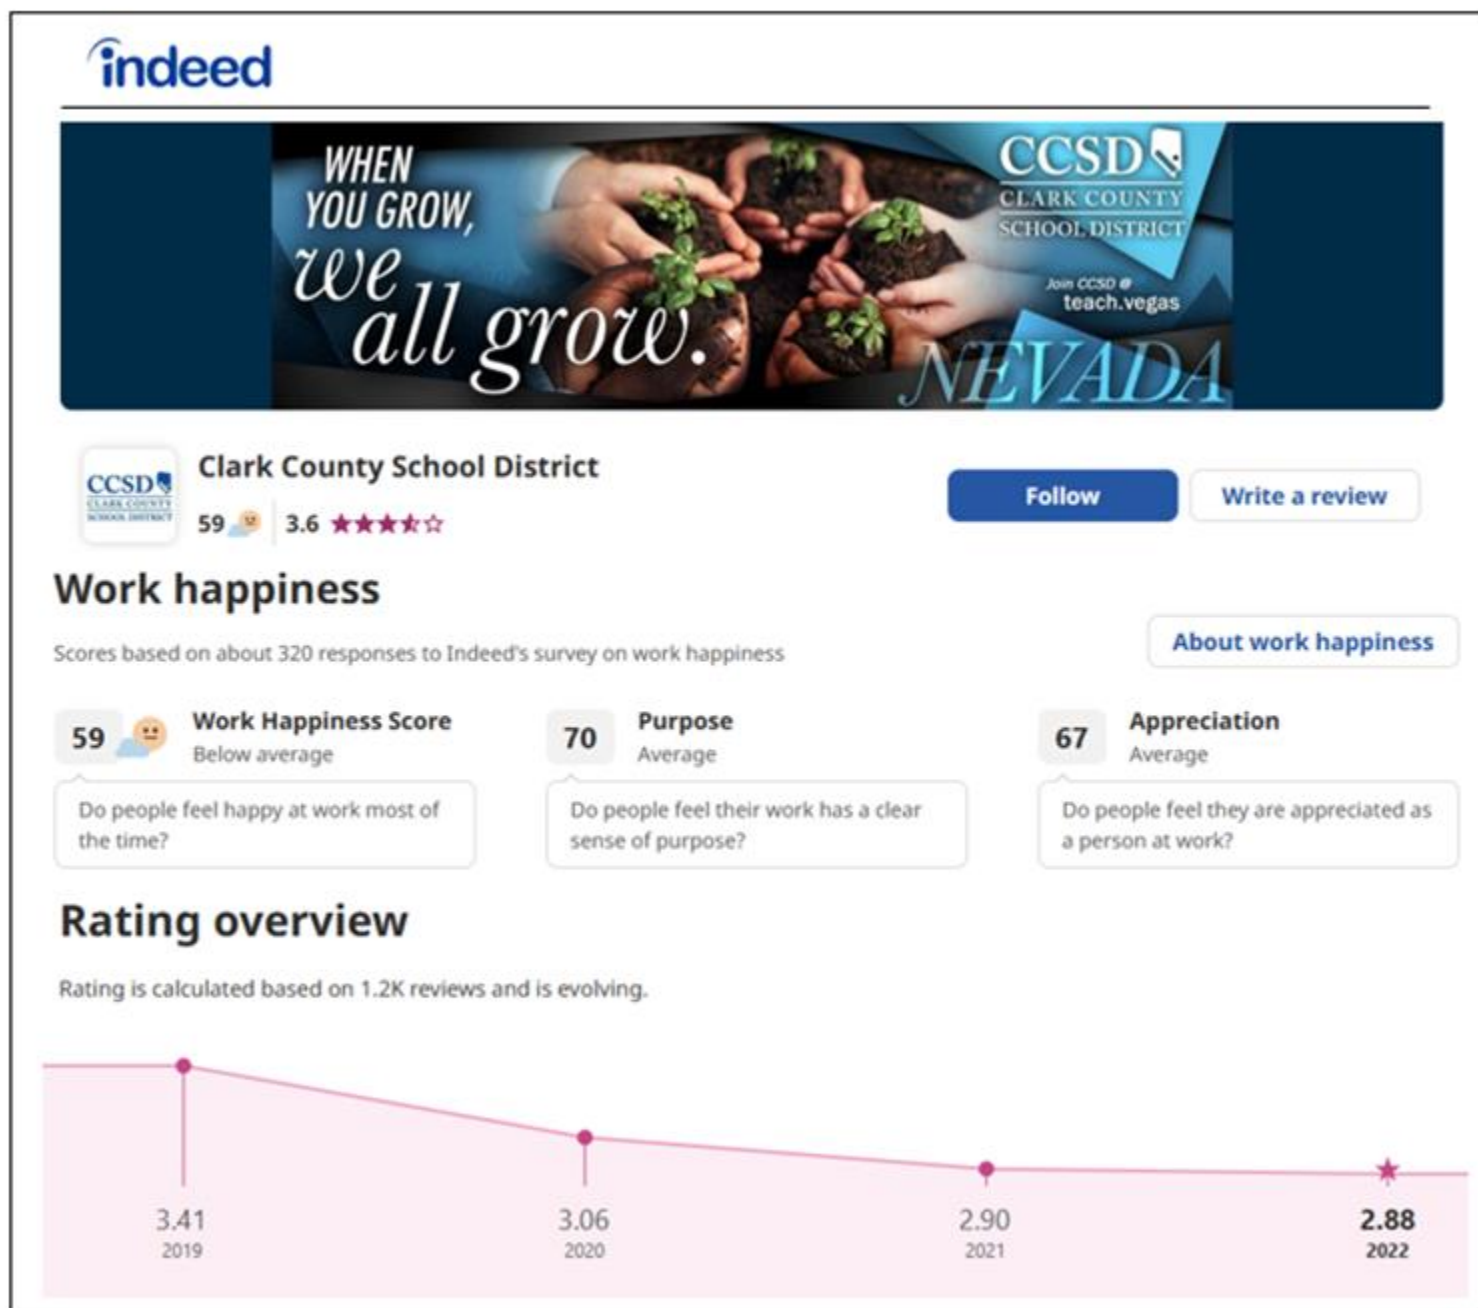 indeed
WHEN
YOU GROW,
we
all grow.
CCSD
CLARK COUNTY
SCHOOL DISTRICT
Join CCSD @
teach.vegas
NEVADA
CCSD
CLARK COUNTY
SCHOOL DISTRICT
Clark County School District
59 3.6
Follow
Write a review
Work happiness
Scores based on about 320 responses to Indeed's survey on work happiness
About work happiness
59 Work Happiness Score
Below average
Do people feel happy at work most of
the time?
70 Purpose
Average
Do people feel their work has a clear
sense of purpose?
67 Appreciation
Average
Do people feel they are appreciated as
a person at work?
Rating overview
Rating is calculated based on 1.2K reviews and is evolving.
3.41 3.06 2.90 2.88
2019 2020 2021 2022